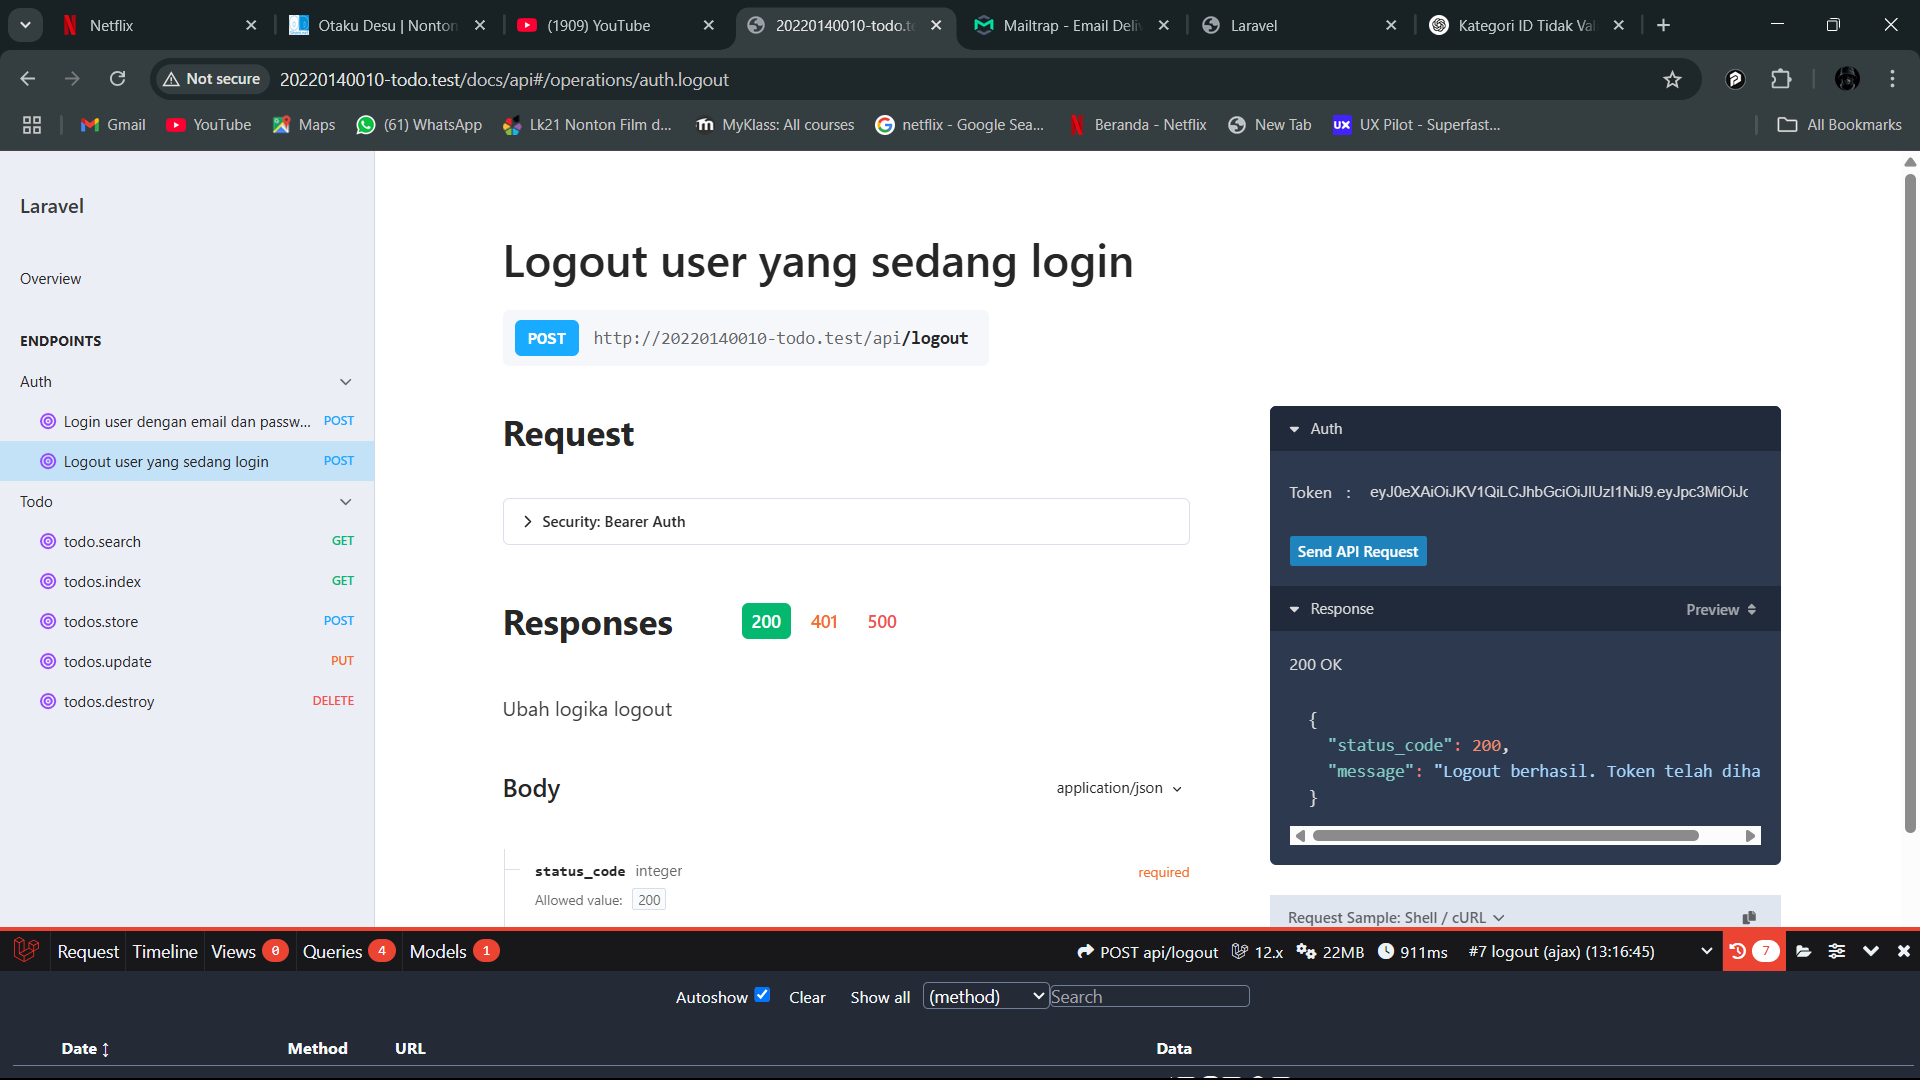 Netflix
Otaku Desu | Nonton
(1909) YouTube
20220140010-todo.te
Mailtrap - Email Deliv
Laravel
Kategori ID Tidak Val
Not secure
20220140010-todo.test/docs/api#/operations/auth.logout
Gmail
YouTube
Maps
(61) WhatsApp
Lk21 Nonton Film d...
MyKlass: All courses
netflix - Google Sea...
Beranda - Netflix
New Tab
UX UX Pilot - Superfast...
All Bookmarks
Laravel
Overview
ENDPOINTS
Auth
Login user dengan email dan passw... POST
Logout user yang sedang login POST
Todo
todo.search GET
todos.index GET
todos.store POST
todos.update PUT
todos.destroy DELETE
Logout user yang sedang login
POST http://20220140010-todo.test/api/logout
Request
Security: Bearer Auth
Responses 200 401 500
Ubah logika logout
Body application/json
status_code integer required
Allowed value: 200
Auth
Token : eyJ0eXAiOiJKV1QiLCJhbGciOiJIUzI1NiJ9.eyJpc3MiOiJc
Send API Request
Response Preview
200 OK
{
"status_code": 200,
"message": "Logout berhasil. Token telah diha
}
Request Sample: Shell / cURL
Request Timeline Views 0 Queries 4 Models 1
POST api/logout 12.x 22MB 911ms #7 logout (ajax) (13:16:45) 7
Autoshow Clear Show all (method) Search
Date Method URL Data